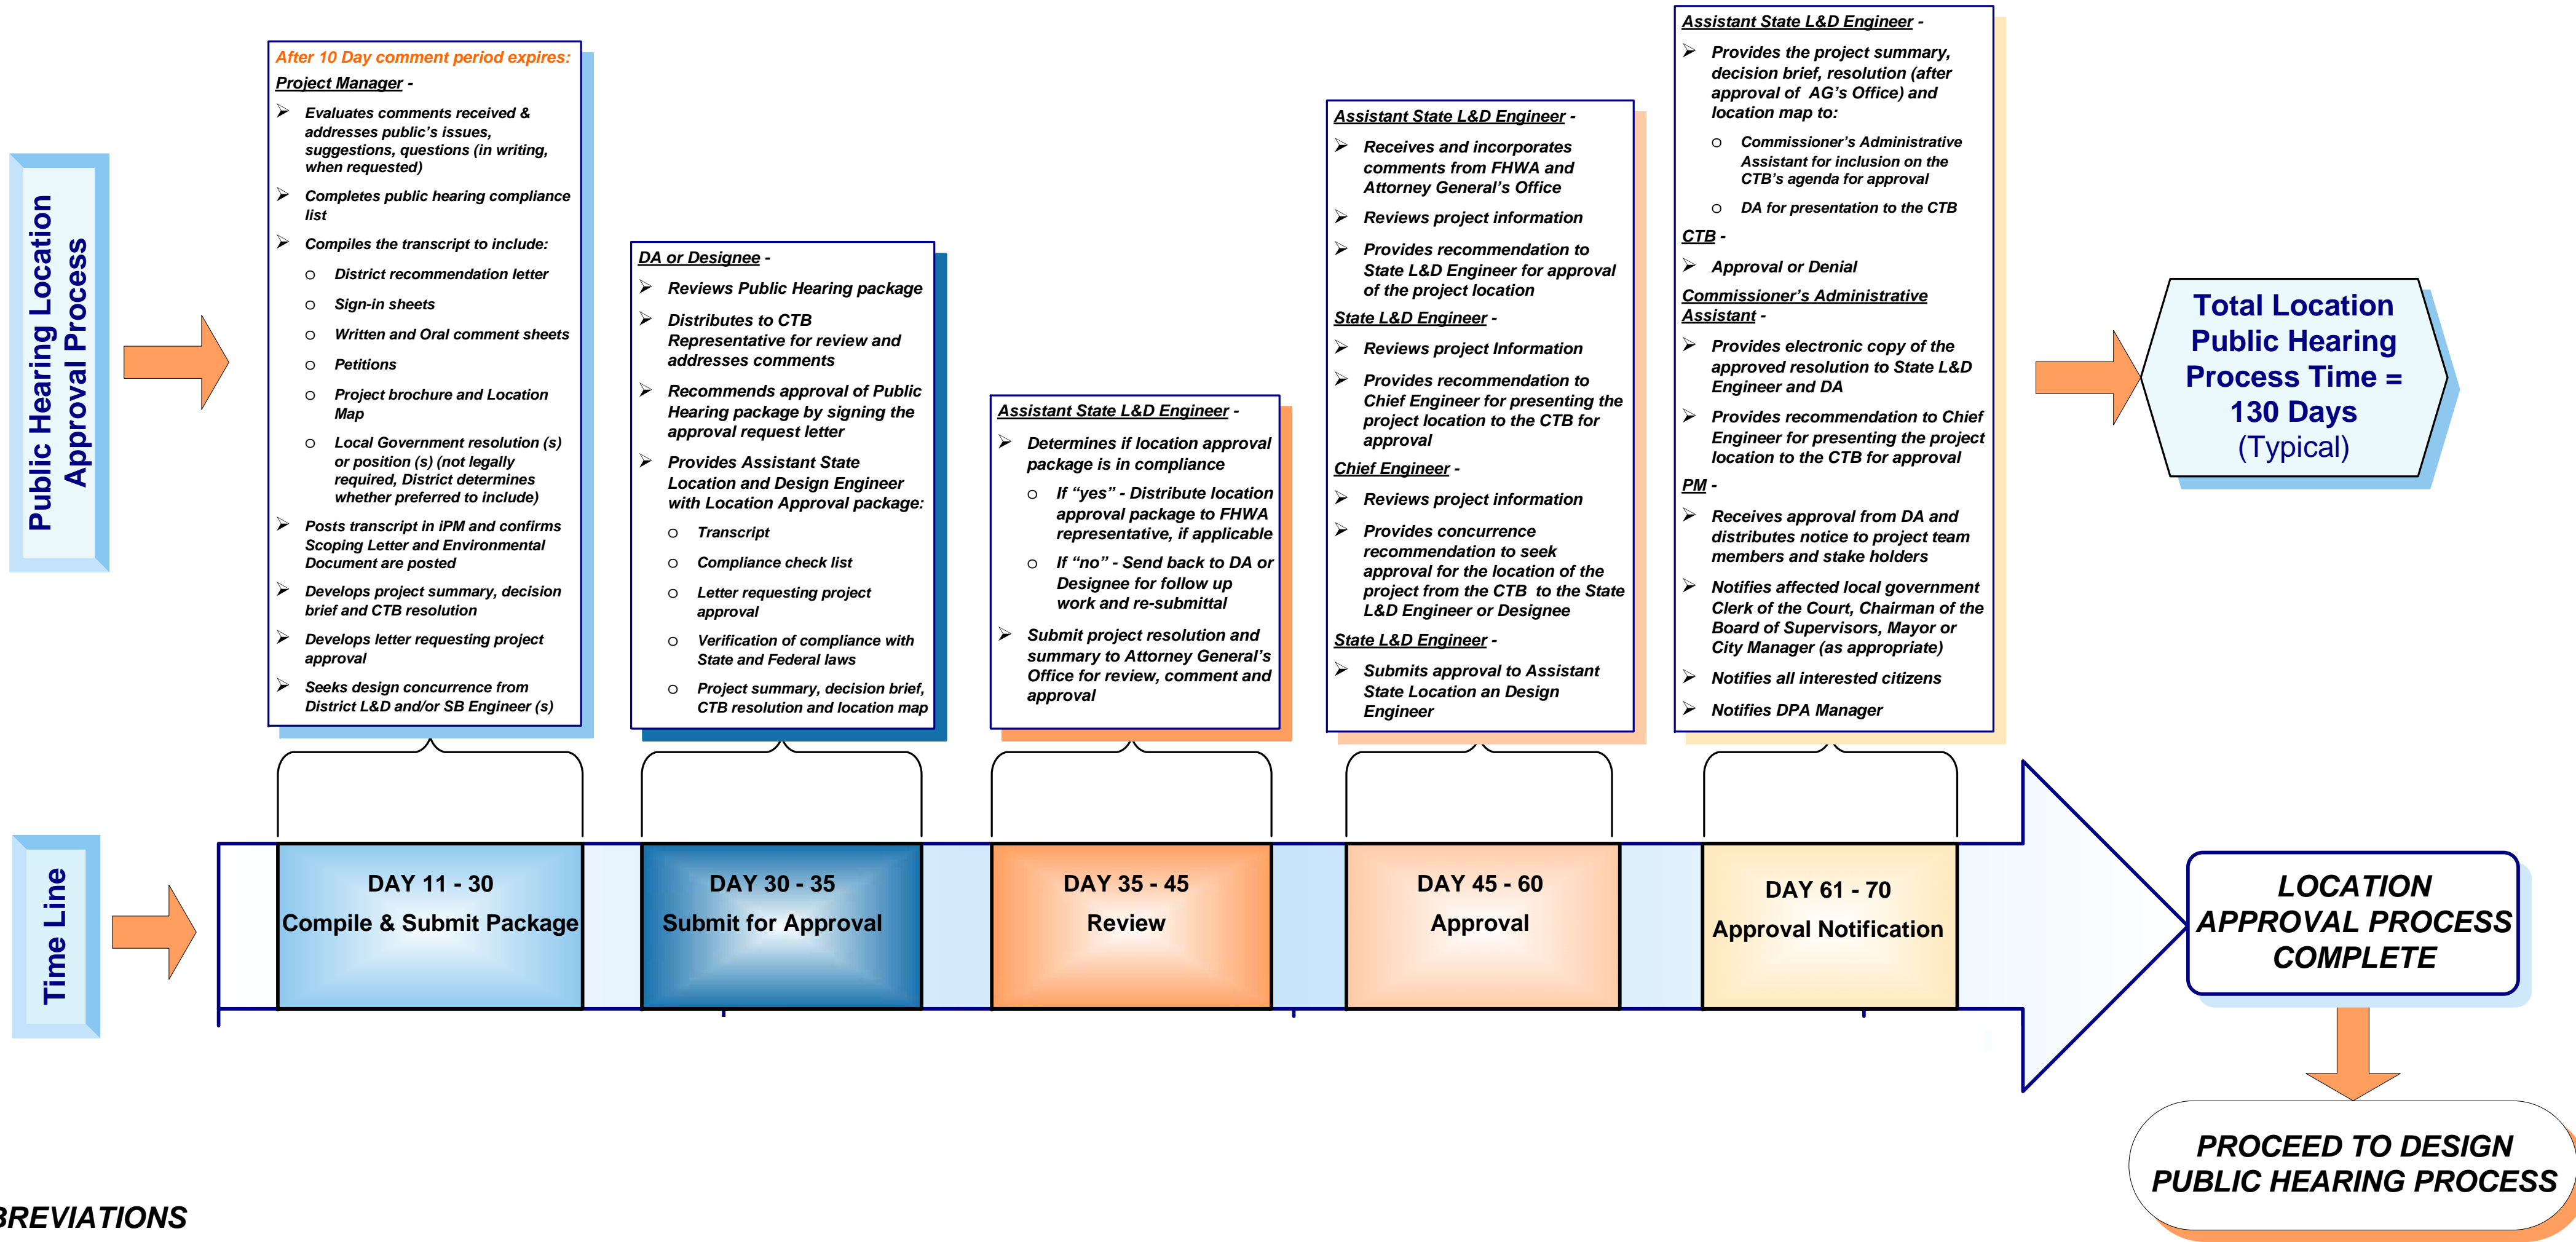 Public Hearing Location
Approval Process
After 10 Day comment period expires:
Project Manager -
➢ Evaluates comments received &
addresses public's issues,
suggestions, questions (in writing,
when requested)
➢ Completes public hearing compliance
list
➢ Compiles the transcript to include:
o District recommendation letter
o Sign-in sheets
o Written and Oral comment sheets
o Petitions
o Project brochure and Location
Map
o Local Government resolution (s)
or position (s) (not legally
required, District determines
whether preferred to include)
➢ Posts transcript in iPM and confirms
Scoping Letter and Environmental
Document are posted
➢ Develops project summary, decision
brief and CTB resolution
➢ Develops letter requesting project
approval
➢ Seeks design concurrence from
District L&D and/or SB Engineer (s)
DA or Designee -
➢ Reviews Public Hearing package
➢ Distributes to CTB
Representative for review and
addresses comments
➢ Recommends approval of Public
Hearing package by signing the
approval request letter
➢ Provides Assistant State
Location and Design Engineer
with Location Approval package:
o Transcript
o Compliance check list
o Letter requesting project
approval
o Verification of compliance with
State and Federal laws
o Project summary, decision brief,
CTB resolution and location map
Assistant State L&D Engineer -
➢ Determines if location approval
package is in compliance
o If "yes" - Distribute location
approval package to FHWA
representative, if applicable
o If "no" - Send back to DA or
Designee for follow up
work and re-submittal
➢ Submit project resolution and
summary to Attorney General's
Office for review, comment and
approval
Assistant State L&D Engineer -
➢ Receives and incorporates
comments from FHWA and
Attorney General's Office
➢ Reviews project information
➢ Provides recommendation to
State L&D Engineer for approval
of the project location
State L&D Engineer -
➢ Reviews project Information
➢ Provides recommendation to
Chief Engineer for presenting the
project location to the CTB for
approval
Chief Engineer -
➢ Reviews project information
➢ Provides concurrence
recommendation to seek
approval for the location of the
project from the CTB to the State
L&D Engineer or Designee
State L&D Engineer -
➢ Submits approval to Assistant
State Location an Design
Engineer
Assistant State L&D Engineer -
➢ Provides the project summary,
decision brief, resolution (after
approval of AG's Office) and
location map to:
o Commissioner's Administrative
Assistant for inclusion on the
CTB's agenda for approval
o DA for presentation to the CTB
CTB -
➢ Approval or Denial
Commissioner's Administrative
Assistant -
➢ Provides electronic copy of the
approved resolution to State L&D
Engineer and DA
➢ Provides recommendation to Chief
Engineer for presenting the project
location to the CTB for approval
PM -
➢ Receives approval from DA and
distributes notice to project team
members and stake holders
➢ Notifies affected local government
Clerk of the Court, Chairman of the
Board of Supervisors, Mayor or
City Manager (as appropriate)
➢ Notifies all interested citizens
➢ Notifies DPA Manager
Total Location
Public Hearing
Process Time =
130 Days
(Typical)
Time Line
DAY 11 - 30
Compile & Submit Package
DAY 30 - 35
Submit for Approval
DAY 35 - 45
Review
DAY 45 - 60
Approval
DAY 61 - 70
Approval Notification
LOCATION
APPROVAL PROCESS
COMPLETE
PROCEED TO DESIGN
PUBLIC HEARING PROCESS
BREVIATIONS